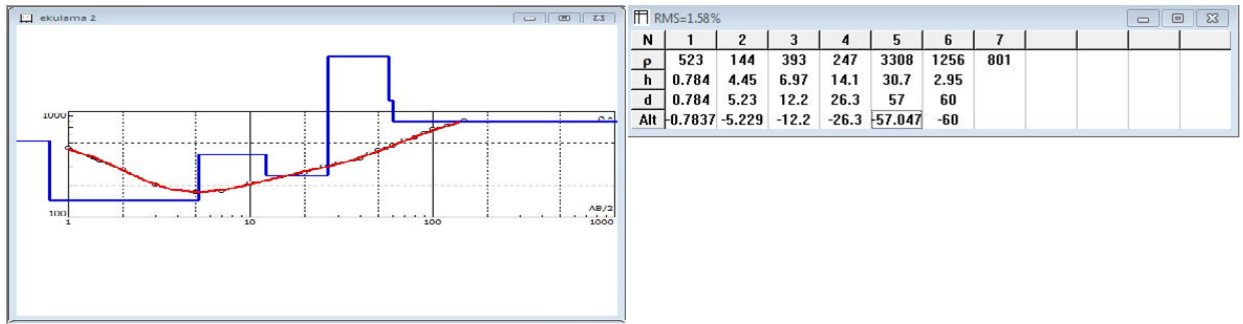 ekulama 2
1000
100
1
10
100
1000
AB/2
RMS=1.58%
N 1 2 3 4 5 6 7
ρ 523 144 393 247 3308 1256 801
h 0.784 4.45 6.97 14.1 30.7 2.95
d 0.784 5.23 12.2 26.3 57 60
Alt -0.7837 -5.229 -12.2 -26.3 -57.047 -60